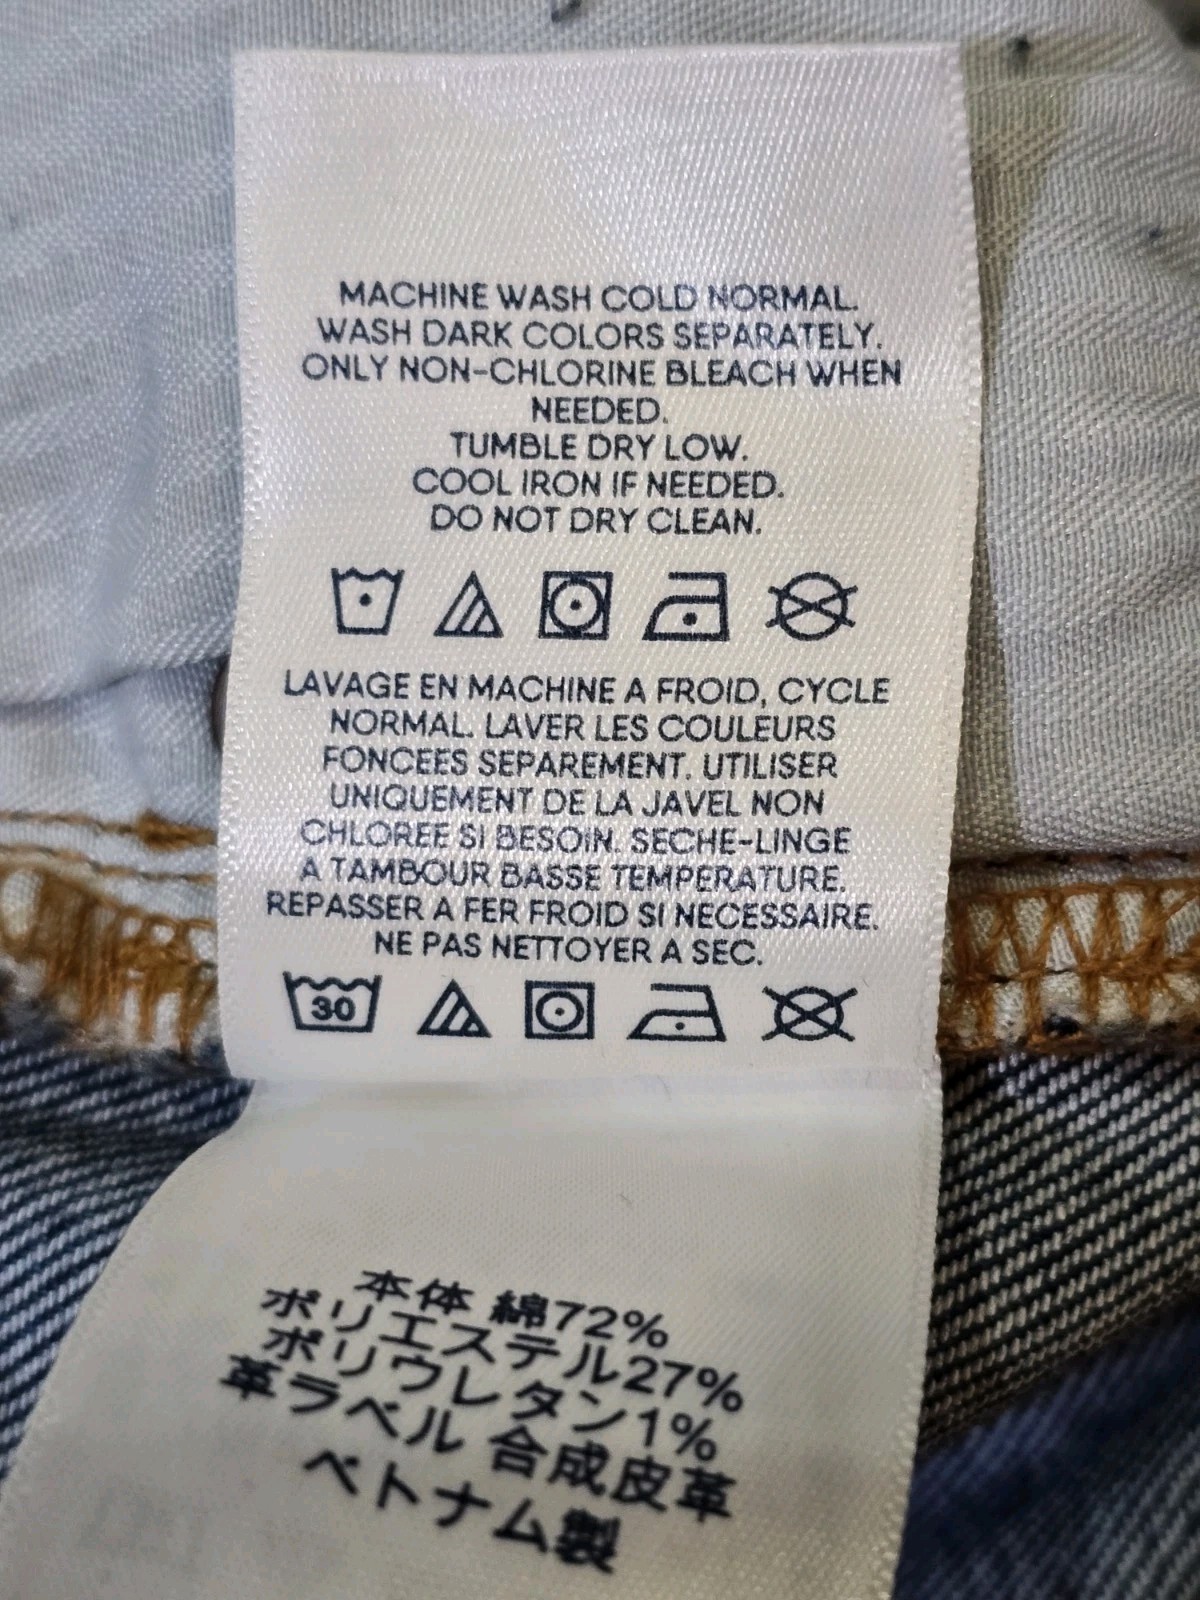 MACHINE WASH COLD NORMAL.
WASH DARK COLORS SEPARATELY.
ONLY NON-CHLORINE BLEACH WHEN
NEEDED.
TUMBLE DRY LOW.
COOL IRON IF NEEDED.
DO NOT DRY CLEAN.
LAVAGE EN MACHINE A FROID, CYCLE
NORMAL. LAVER LES COULEURS
FONCEES SEPAREMENT. UTILISER
UNIQUEMENT DE LA JAVEL NON
CHLOREE SI BESOIN. SECHE-LINGE
A TAMBOUR BASSE TEMPERATURE.
REPASSER A FER FROID SI NECESSAIRE.
NE PAS NETTOYER A SEC.
30
本体 綿72%
ポリエステル27%
ポリウレタン1%
革ラベル 合成皮革
ベトナム製